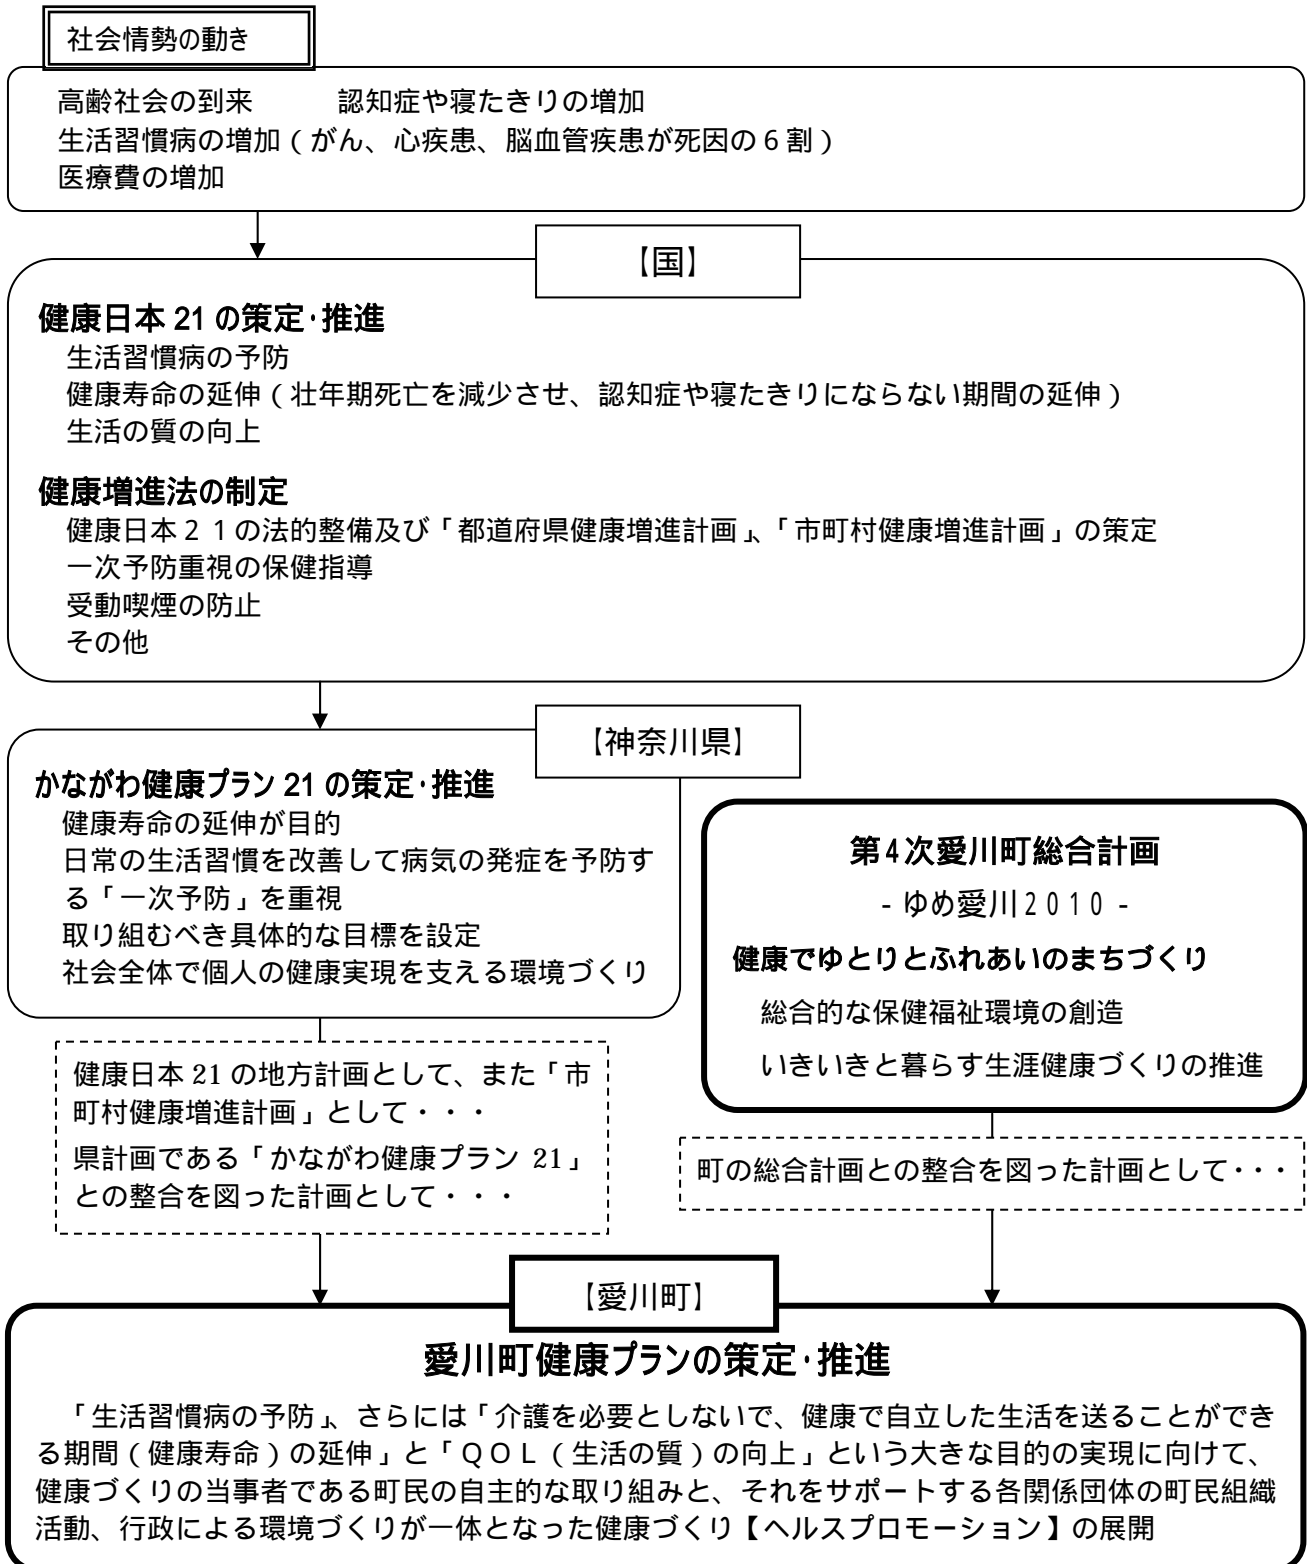 社会情勢の動き
高齢社会の到来　　　認知症や寝たきりの増加
生活習慣病の増加（がん、心疾患、脳血管疾患が死因の６割）
医療費の増加
【国】
健康日本 21 の策定・推進
生活習慣病の予防
健康寿命の延伸（壮年期死亡を減少させ、認知症や寝たきりにならない期間の延伸）
生活の質の向上
健康増進法の制定
健康日本２１の法的整備及び「都道府県健康増進計画」、「市町村健康増進計画」の策定
一次予防重視の保健指導
受動喫煙の防止
その他
【神奈川県】
かながわ健康プラン 21 の策定・推進
健康寿命の延伸が目的
日常の生活習慣を改善して病気の発症を予防す
る「一次予防」を重視
取り組むべき具体的な目標を設定
社会全体で個人の健康実現を支える環境づくり
第4次愛川町総合計画
- ゆめ愛川２０１０ -
健康でゆとりとふれあいのまちづくり
総合的な保健福祉環境の創造
いきいきと暮らす生涯健康づくりの推進
健康日本 21 の地方計画として、また「市
町村健康増進計画」として・・・
県計画である「かながわ健康プラン 21」
との整合を図った計画として・・・
町の総合計画との整合を図った計画として・・・
【愛川町】
愛川町健康プランの策定・推進
「生活習慣病の予防」、さらには「介護を必要としないで、健康で自立した生活を送ることができ
る期間（健康寿命）の延伸」と「ＱＯＬ（生活の質）の向上」という大きな目的の実現に向けて、
健康づくりの当事者である町民の自主的な取り組みと、それをサポートする各関係団体の町民組織
活動、行政による環境づくりが一体となった健康づくり【ヘルスプロモーション】の展開